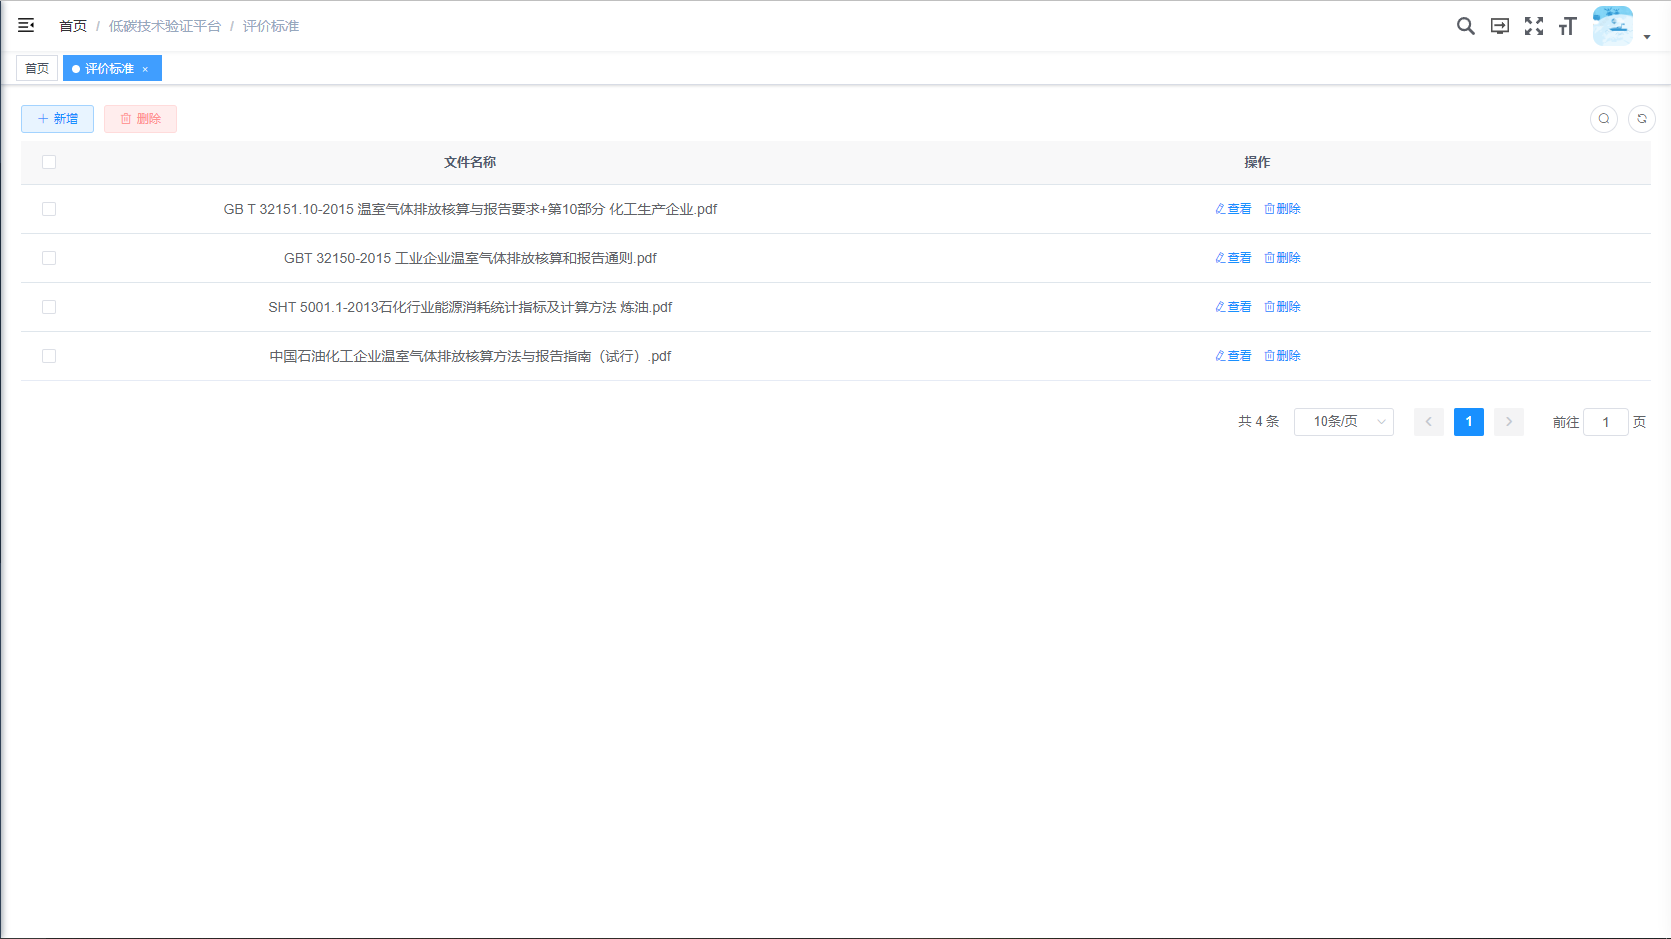 首页 / 低碳技术验证平台 / 评价标准
首页 评价标准 ×
新增 删除
文件名称 操作
GB T 32151.10-2015 温室气体排放核算与报告要求+第10部分 化工生产企业.pdf 查看 删除
GBT 32150-2015 工业企业温室气体排放核算和报告通则.pdf 查看 删除
SHT 5001.1-2013石化行业能源消耗统计指标及计算方法 炼油.pdf 查看 删除
中国石油化工企业温室气体排放核算方法与报告指南（试行）.pdf 查看 删除
共 4 条 10条/页 1 前往 1 页